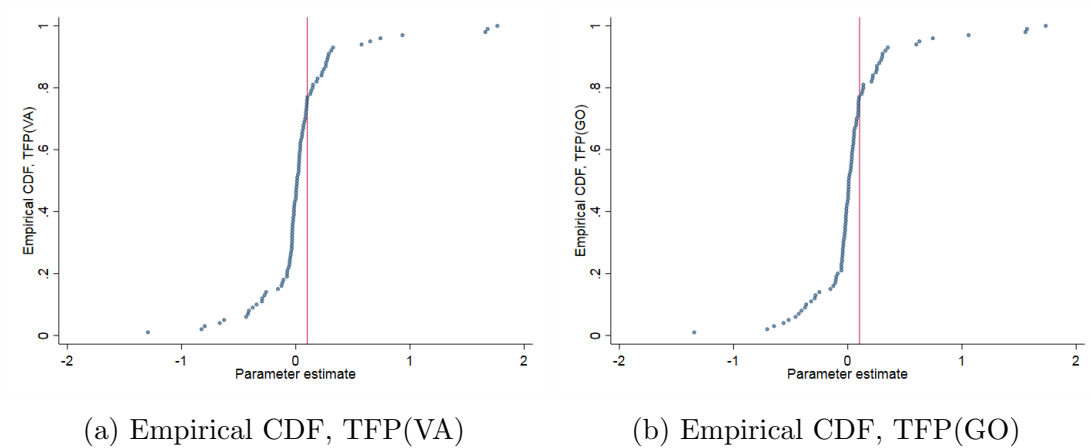 Empirical CDF, TFP(VA)
1
.8
.6
.4
.2
0
-2 -1 0 1 2
Parameter estimate
(a) Empirical CDF, TFP(VA)
Empirical CDF, TFP(GO)
1
.8
.6
.4
.2
0
-2 -1 0 1 2
Parameter estimate
(b) Empirical CDF, TFP(GO)